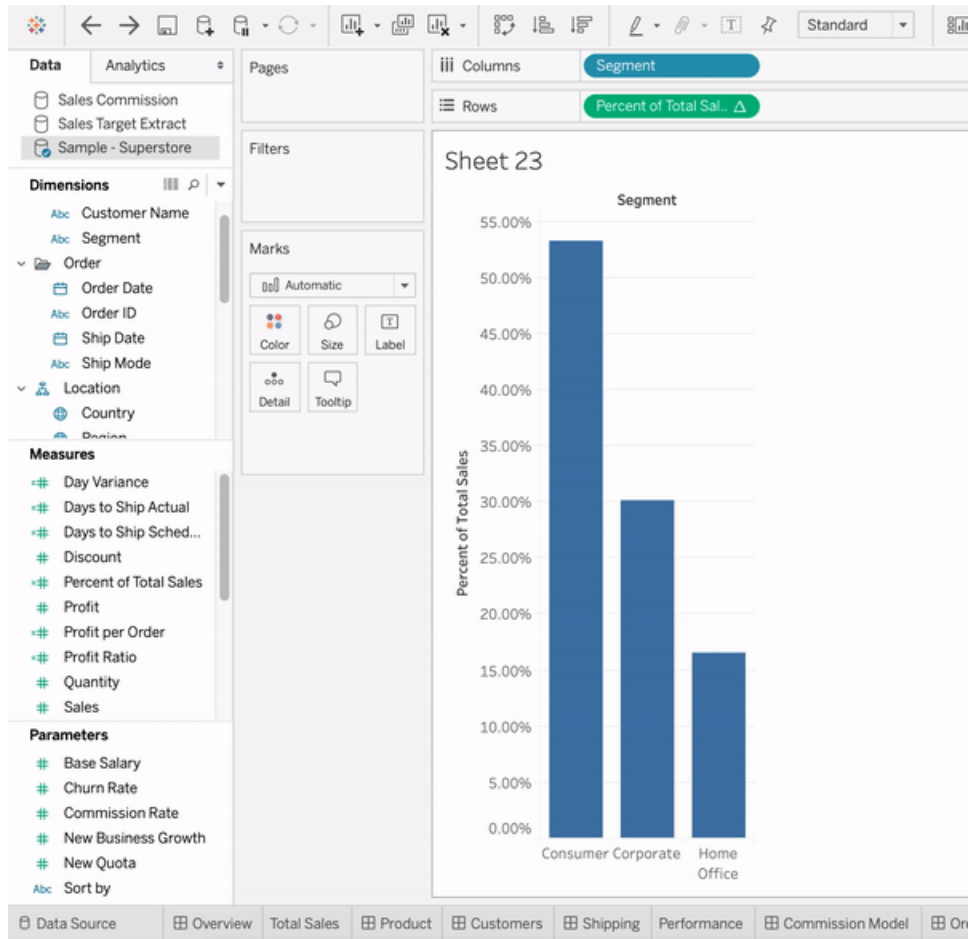 Standard
Data
Analytics
Sales Commission
Sales Target Extract
Sample - Superstore
Dimensions
Abc Customer Name
Abc Segment
Order
Order Date
Abc Order ID
Ship Date
Abc Ship Mode
Location
Country
Region
Measures
Day Variance
Days to Ship Actual
Days to Ship Sched...
Discount
Percent of Total Sales
Profit
Profit per Order
Profit Ratio
Quantity
Sales
Parameters
Base Salary
Churn Rate
Commission Rate
New Business Growth
New Quota
Abc Sort by
Pages
Filters
Marks
Automatic
Color
Size
Label
Detail
Tooltip
Columns
Segment
Rows
Percent of Total Sal..
Sheet 23
Segment
55.00%
50.00%
45.00%
40.00%
35.00%
30.00%
25.00%
20.00%
15.00%
10.00%
5.00%
0.00%
Percent of Total Sales
Consumer
Corporate
Home
Office
Data Source
Overview
Total Sales
Product
Customers
Shipping
Performance
Commission Model